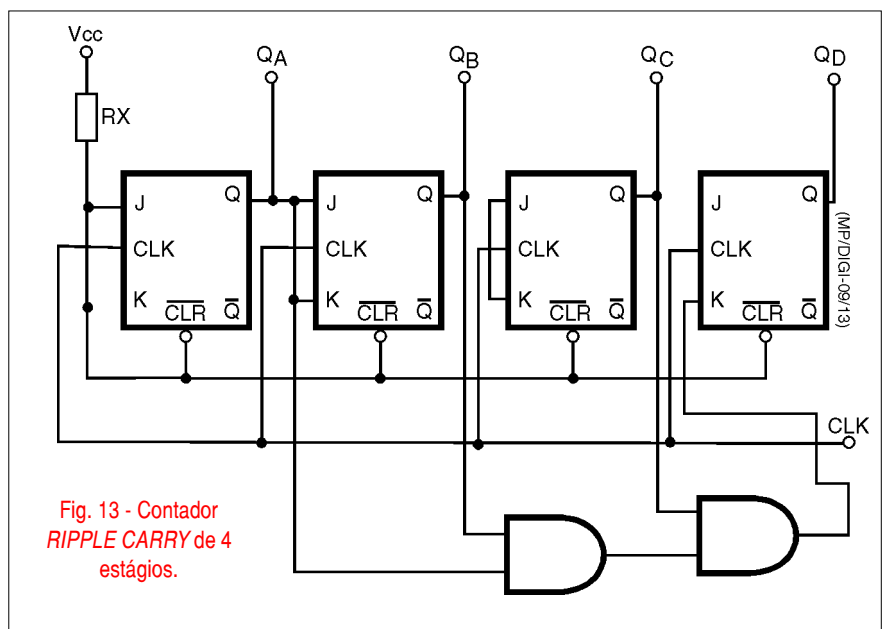 Vcc
QA
QB
QC
QD
RX
J
Q
CLK
K
CLR
Q̅
J
Q
CLK
K
CLR
Q̅
J
Q
CLK
K
CLR
Q̅
J
Q
CLK
K
CLR
Q̅
(MP/DIGI-09/13)
CLK
Fig. 13 - Contador
RIPPLE CARRY de 4
estágios.